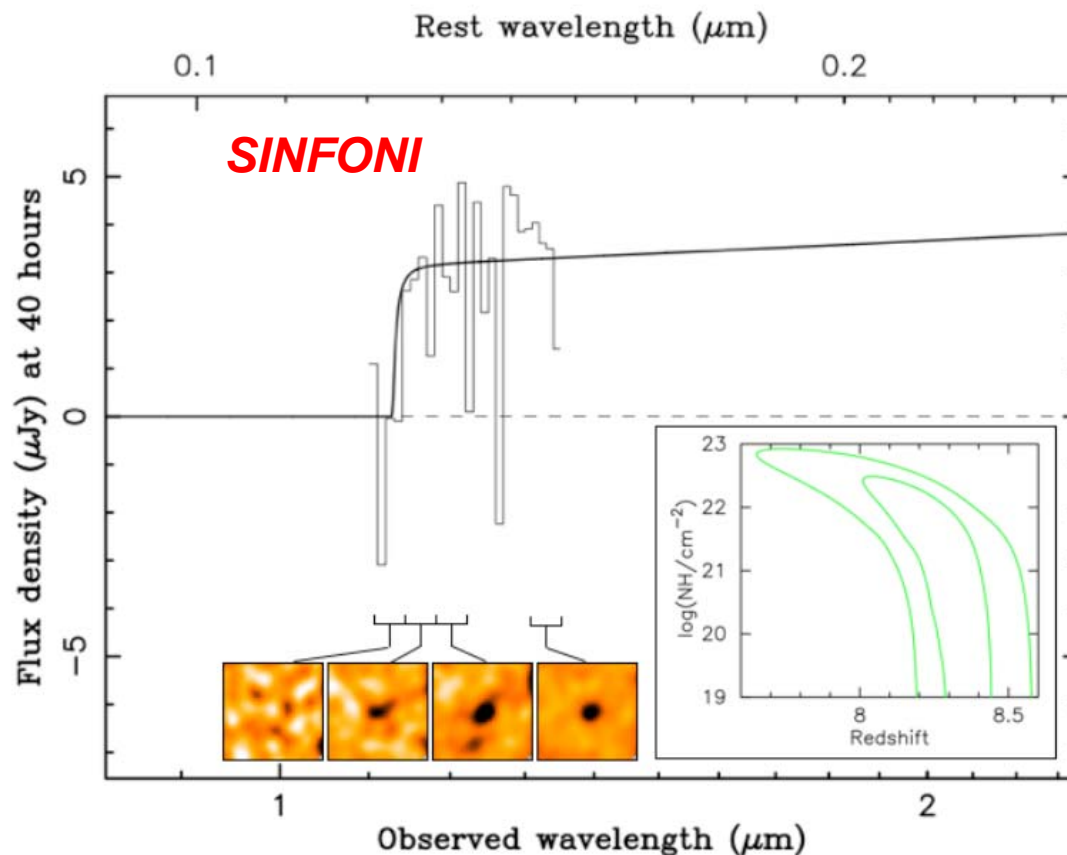 Rest wavelength (μm)
0.1 0.2
SINFONI
Flux density (μJy) at 40 hours
5
0
−5
23
22
21
20
19
log(NH/cm⁻²)
8 8.5
Redshift
1 2
Observed wavelength (μm)